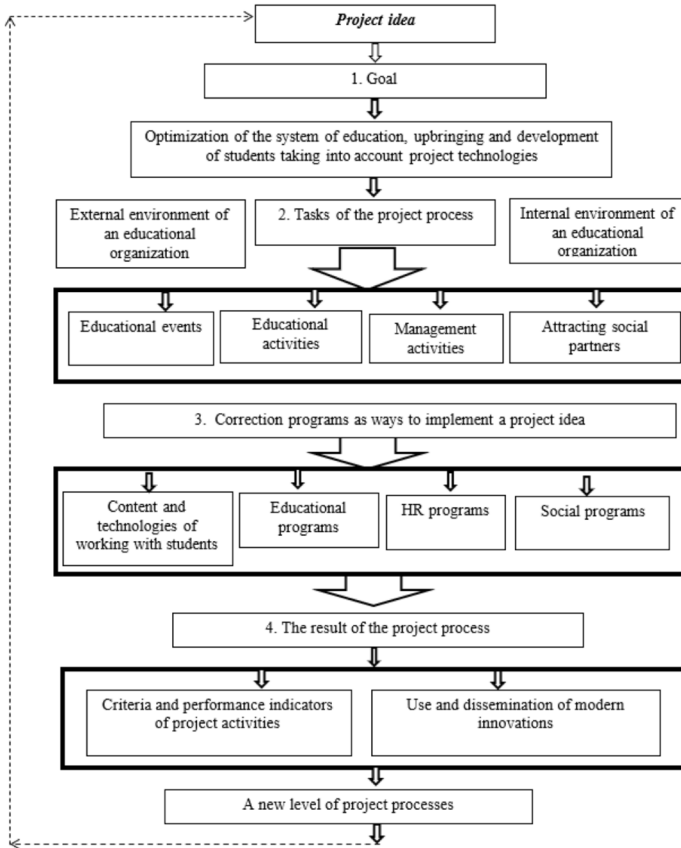 Project idea
1. Goal
Optimization of the system of education, upbringing and development
of students taking into account project technologies
External environment of
an educational
organization
2. Tasks of the project process
Internal environment of
an educational
organization
Educational events
Educational
activities
Management
activities
Attracting social
partners
3. Correction programs as ways to implement a project idea
Content and
technologies of
working with students
Educational
programs
HR programs
Social programs
4. The result of the project process
Criteria and performance indicators
of project activities
Use and dissemination of modern
innovations
A new level of project processes